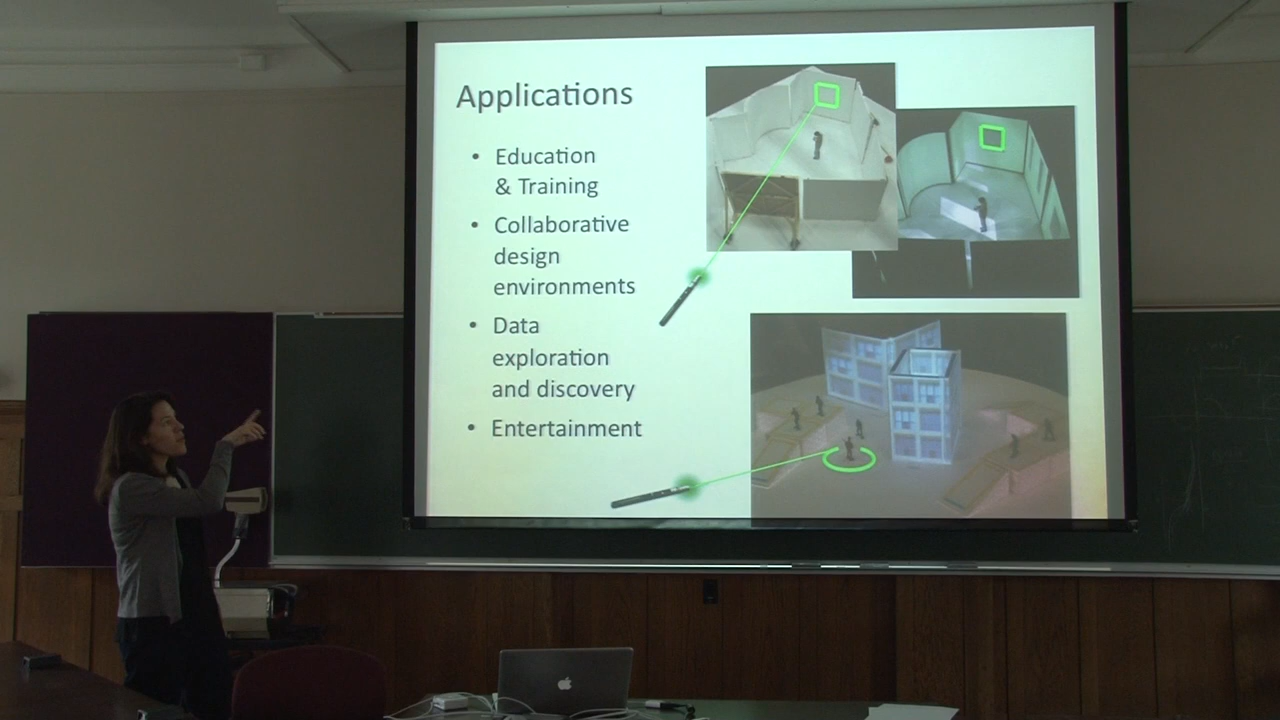 Applications
• Education
& Training
• Collaborative
design
environments
• Data
exploration
and discovery
• Entertainment